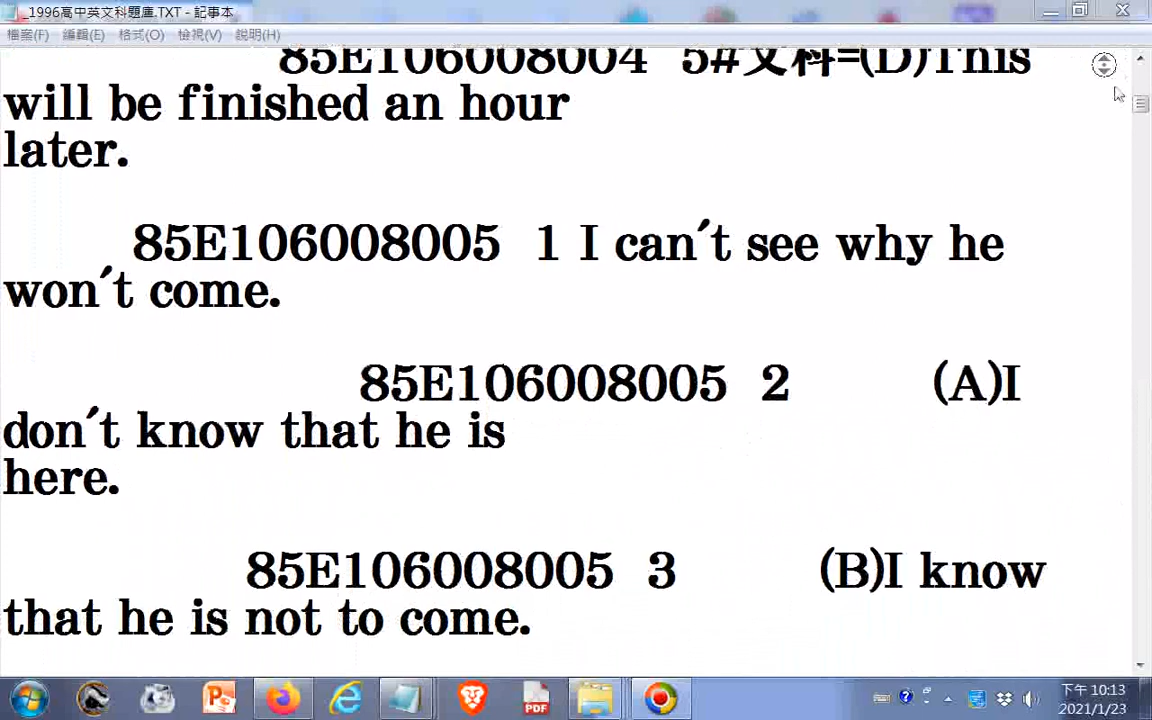 _1996高中英文科題庫.TXT - 記事本
檔案(F) 編輯(E) 格式(O) 檢視(V) 說明(H)
85E106008004 5#文科=(D)This
will be finished an hour
later.
85E106008005 1 I can't see why he
won't come.
85E106008005 2 (A)I
don't know that he is
here.
85E106008005 3 (B)I know
that he is not to come.
PDF
下午 10:13
2021/1/23